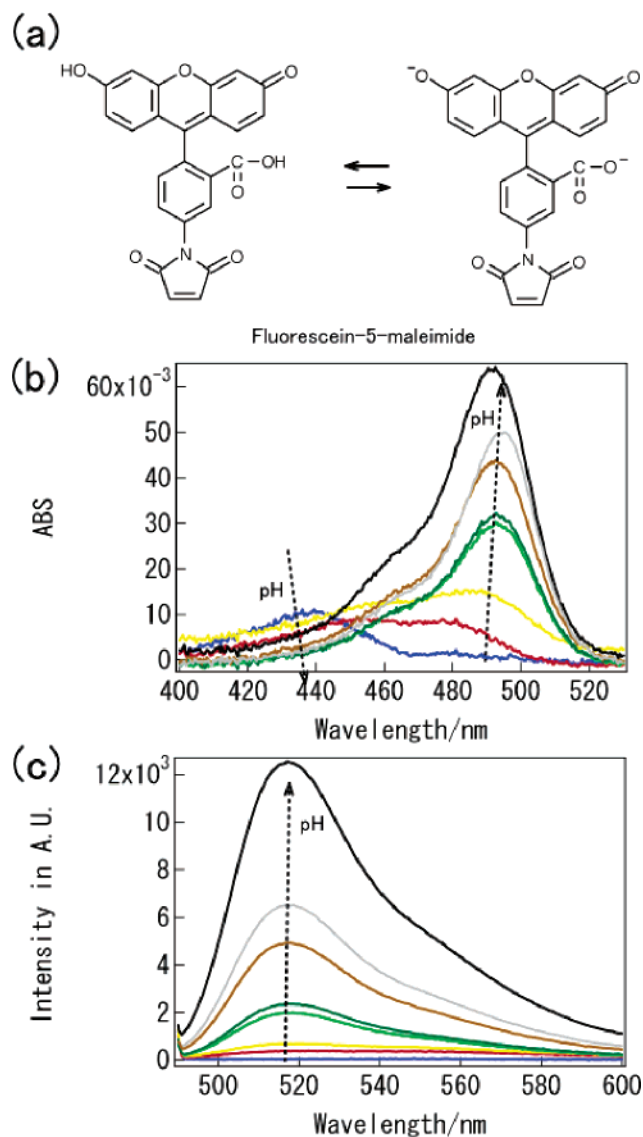 (a)
HO O O
C–OH
O
N
O O
⁻O O O
C–O⁻
O
N
O O
Fluorescein-5-maleimide
(b)
60x10⁻³
50
40
30
20
10
0
ABS
pH
pH
400 420 440 460 480 500 520
Wavelength/nm
(c)
12x10³
10
8
6
4
2
0
Intensity in A.U.
pH
500 520 540 560 580 600
Wavelength/nm